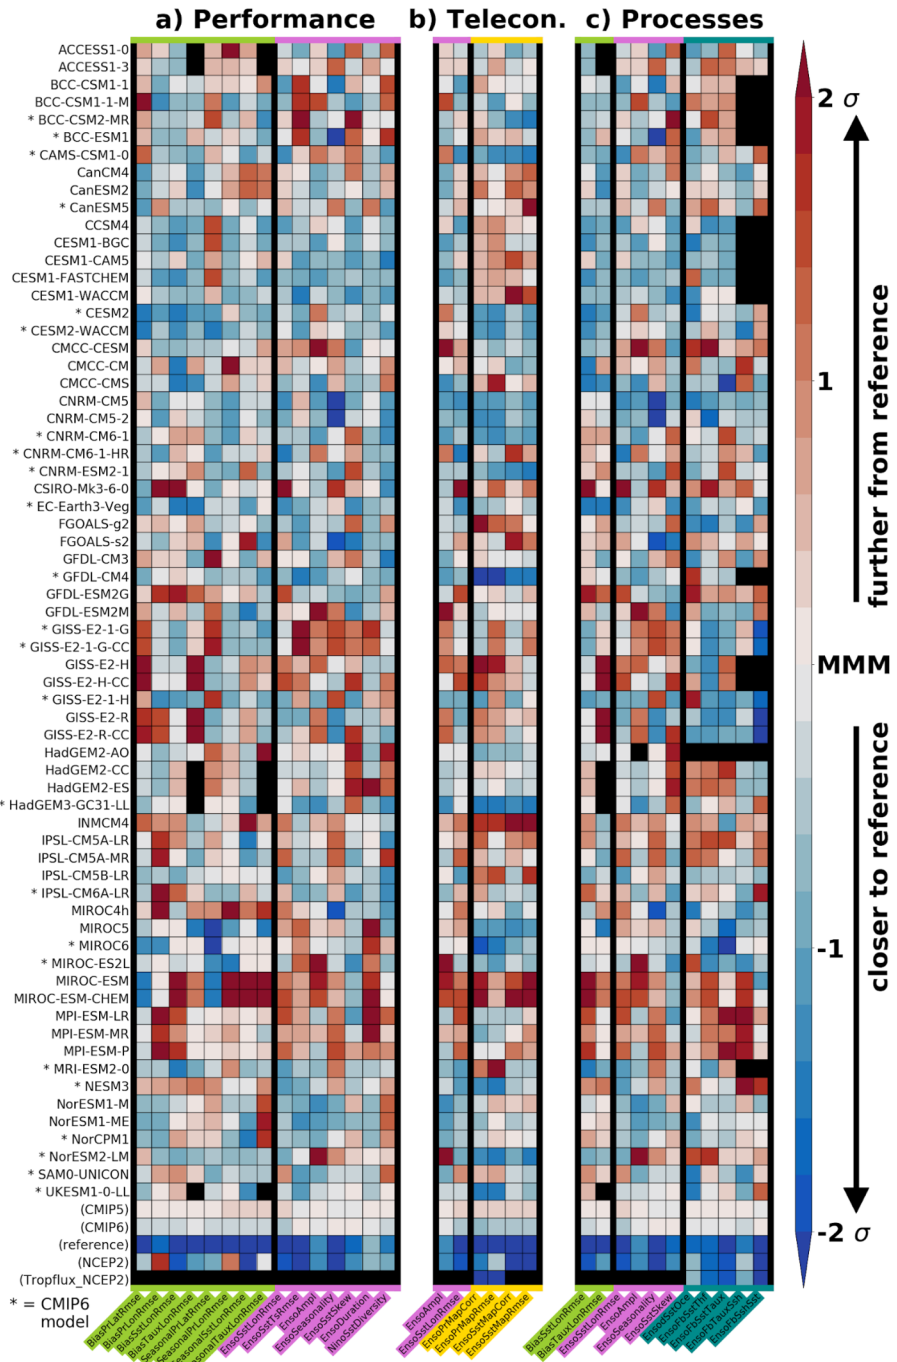 a) Performance
b) Telecon.
c) Processes
ACCESS1-0
ACCESS1-3
BCC-CSM1-1
BCC-CSM1-1-M
* BCC-CSM2-MR
* BCC-ESM1
* CAMS-CSM1-0
CanCM4
CanESM2
* CanESM5
CCSM4
CESM1-BGC
CESM1-CAM5
CESM1-FASTCHEM
CESM1-WACCM
* CESM2
* CESM2-WACCM
CMCC-CESM
CMCC-CM
CMCC-CMS
CNRM-CM5
CNRM-CM5-2
* CNRM-CM6-1
* CNRM-CM6-1-HR
* CNRM-ESM2-1
CSIRO-Mk3-6-0
* EC-Earth3-Veg
FGOALS-g2
FGOALS-s2
GFDL-CM3
* GFDL-CM4
GFDL-ESM2G
GFDL-ESM2M
* GISS-E2-1-G
* GISS-E2-1-G-CC
GISS-E2-H
GISS-E2-H-CC
* GISS-E2-1-H
GISS-E2-R
GISS-E2-R-CC
HadGEM2-AO
HadGEM2-CC
HadGEM2-ES
* HadGEM3-GC31-LL
INMCM4
IPSL-CM5A-LR
IPSL-CM5A-MR
IPSL-CM5B-LR
* IPSL-CM6A-LR
MIROC4h
MIROC5
* MIROC6
* MIROC-ES2L
MIROC-ESM
MIROC-ESM-CHEM
MPI-ESM-LR
MPI-ESM-MR
MPI-ESM-P
* MRI-ESM2-0
* NESM3
NorESM1-M
NorESM1-ME
* NorCPM1
* NorESM2-LM
* SAM0-UNICON
* UKESM1-0-LL
(CMIP5)
(CMIP6)
(reference)
(NCEP2)
(Tropflux_NCEP2)
* = CMIP6
model
BiasPrLatRmse
BiasPrLonRmse
BiasSstLonRmse
BiasTauxLonRmse
SeasonalPrLatRmse
EnsoSstLonRmse
EnsoSstTsRmse
EnsoAmpl
EnsoSeasonality
EnsoSstSkew
EnsoDuration
NinoSstDiversity
EnsoAmpl
EnsoSstLonRmse
EnsoPrMapCorr
EnsoPrMapRmse
EnsoSstMapCorr
EnsoSstMapRmse
BiasSstLonRmse
BiasTauxLonRmse
EnsoSstLonRmse
EnsoAmpl
EnsoSeasonality
EnsoSstSkew
EnsodSstOce
EnsoFbSstThf
EnsoFbSstTaux
EnsoFbTauxSsh
EnsoFbSshSst
2 σ
1
MMM
-1
-2 σ
further from reference
closer to reference